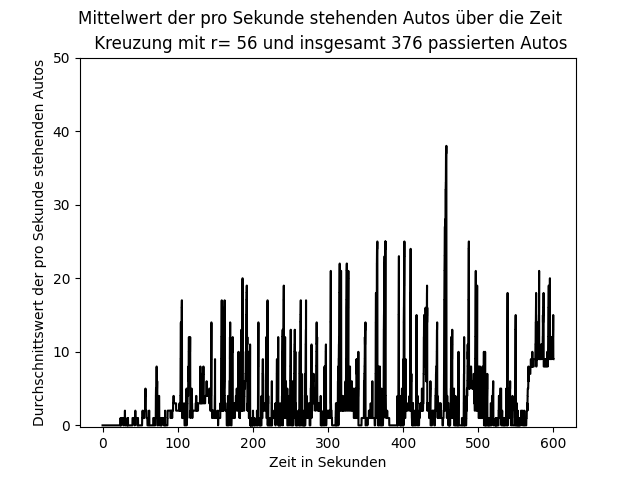 Mittelwert der pro Sekunde stehenden Autos über die Zeit
Kreuzung mit r= 56 und insgesamt 376 passierten Autos
Durchschnittswert der pro Sekunde stehenden Autos
50
40
30
20
10
0
0 100 200 300 400 500 600
Zeit in Sekunden